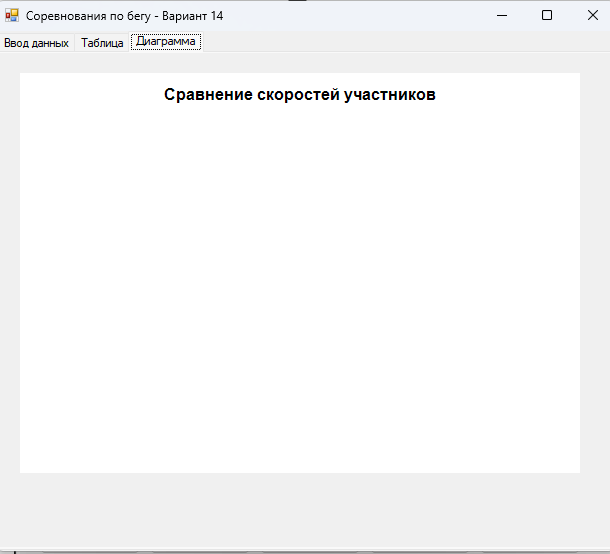 Соревнования по бегу - Вариант 14
Ввод данных Таблица Диаграмма
Сравнение скоростей участников